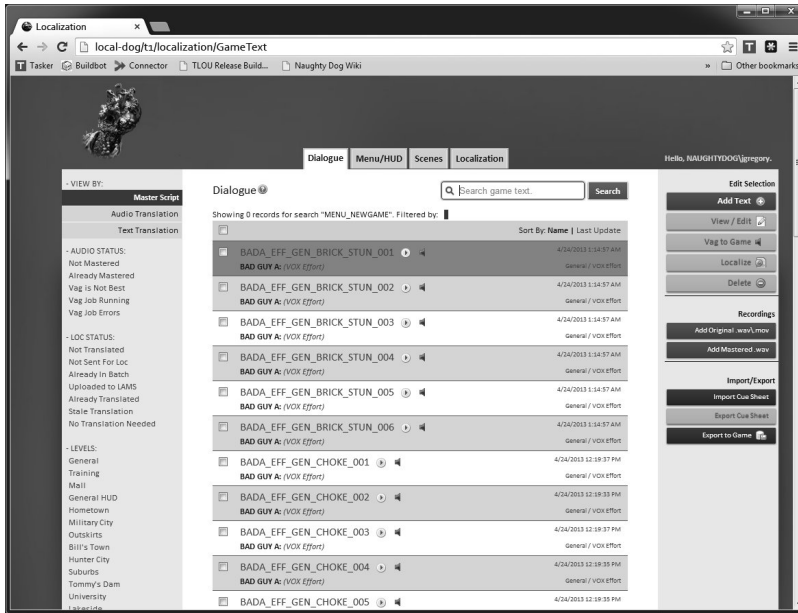 Localization
local-dog/t1/localization/GameText
Tasker Buildbot Connector TLOU Release Build... Naughty Dog Wiki » Other bookmarks
Dialogue Menu/HUD Scenes Localization
Hello, NAUGHTYDOG\jgregory.
- VIEW BY:
Master Script
Audio Translation
Text Translation
- AUDIO STATUS:
Not Mastered
Already Mastered
Vag is Not Best
Vag Job Running
Vag Job Errors
- LOC STATUS:
Not Translated
Not Sent For Loc
Already In Batch
Uploaded to LAMS
Already Translated
Stale Translation
No Translation Needed
- LEVELS:
General
Training
Mall
General HUD
Hometown
Military City
Outskirts
Bill's Town
Hunter City
Suburbs
Tommy's Dam
University
Lakeside
Dialogue
Search game text.
Search
Showing 0 records for search "MENU_NEWGAME". Filtered by:
Sort By: Name | Last Update
BADA_EFF_GEN_BRICK_STUN_001 4/24/2013 1:14:57 AM
BAD GUY A: (VOX Effort) General / VOX Effort
BADA_EFF_GEN_BRICK_STUN_002 4/24/2013 1:14:57 AM
BAD GUY A: (VOX Effort) General / VOX Effort
BADA_EFF_GEN_BRICK_STUN_003 4/24/2013 1:14:57 AM
BAD GUY A: (VOX Effort) General / VOX Effort
BADA_EFF_GEN_BRICK_STUN_004 4/24/2013 1:14:57 AM
BAD GUY A: (VOX Effort) General / VOX Effort
BADA_EFF_GEN_BRICK_STUN_005 4/24/2013 1:14:57 AM
BAD GUY A: (VOX Effort) General / VOX Effort
BADA_EFF_GEN_BRICK_STUN_006 4/24/2013 1:14:57 AM
BAD GUY A: (VOX Effort) General / VOX Effort
BADA_EFF_GEN_CHOKE_001 4/24/2013 12:19:37 PM
BAD GUY A: (VOX Effort) General / VOX Effort
BADA_EFF_GEN_CHOKE_002 4/24/2013 12:19:33 PM
BAD GUY A: (VOX Effort) General / VOX Effort
BADA_EFF_GEN_CHOKE_003 4/24/2013 12:19:37 PM
BAD GUY A: (VOX Effort) General / VOX Effort
BADA_EFF_GEN_CHOKE_004 4/24/2013 12:19:35 PM
BAD GUY A: (VOX Effort) General / VOX Effort
BADA_EFF_GEN_CHOKE_005 4/24/2013 12:19:35 PM
Edit Selection
Add Text
View / Edit
Vag to Game
Localize
Delete
Recordings
Add Original .wav\.mov
Add Mastered .wav
Import/Export
Import Cue Sheet
Export Cue Sheet
Export to Game